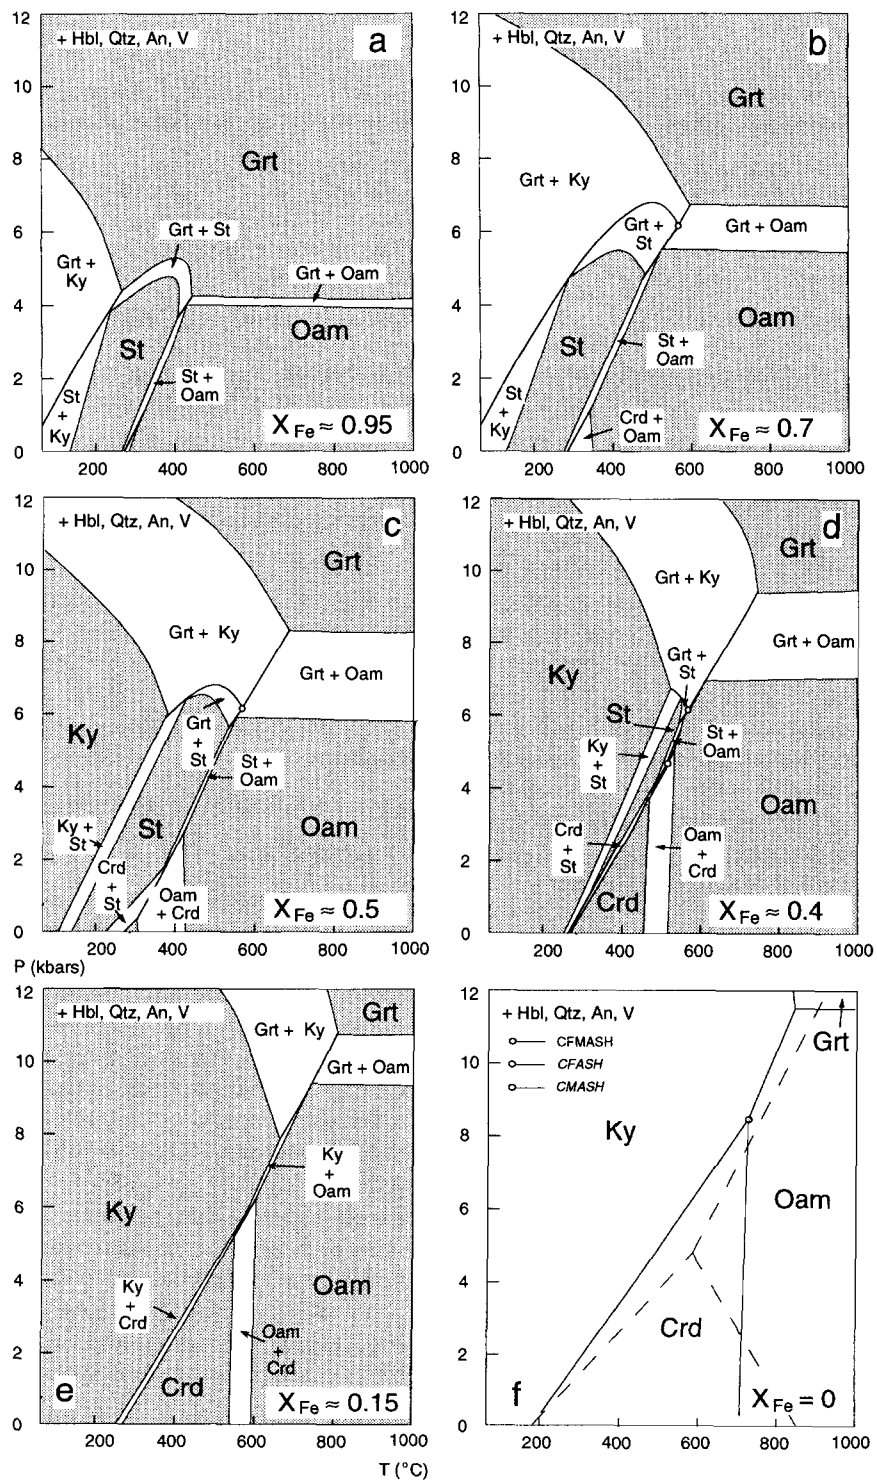 12
10
8
6
4
2
0
+ Hbl, Qtz, An, V
a
Grt
Grt + St
Grt +
Ky
Grt + Oam
Oam
St
St +
Oam
St
+
Ky
X Fe ≈ 0.95
200
400
600
800
1000
12
10
8
6
4
2
0
+ Hbl, Qtz, An, V
b
Grt
Grt + Ky
Grt +
St
Grt + Oam
Oam
St
St +
Oam
St
+
Ky
Crd +
Oam
X Fe ≈ 0.7
200
400
600
800
1000
12
10
8
6
4
2
0
+ Hbl, Qtz, An, V
c
Grt
Grt + Ky
Grt + Oam
Ky
Grt
+
St
St +
Oam
Ky +
St
St
Oam
Crd
+
St
Oam
+ Crd
X Fe ≈ 0.5
200
400
600
800
1000
P (kbars)
12
10
8
6
4
2
0
+ Hbl, Qtz, An, V
d
Grt
Grt + Ky
Grt + Oam
Grt +
St
Ky
St
St +
Oam
Ky
+
St
Oam
Crd
+
St
Oam
+
Crd
Crd
X Fe ≈ 0.4
200
400
600
800
1000
12
10
8
6
4
2
0
+ Hbl, Qtz, An, V
Grt
Grt + Ky
Grt + Oam
Ky
+
Oam
Ky
Oam
Ky
+
Crd
Oam
+
Crd
Crd
e
X Fe ≈ 0.15
200
400
600
800
1000
T (°C)
12
10
8
6
4
2
0
+ Hbl, Qtz, An, V
CFMASH
CFASH
CMASH
Grt
Ky
Oam
Crd
f
X Fe = 0
200
400
600
800
1000